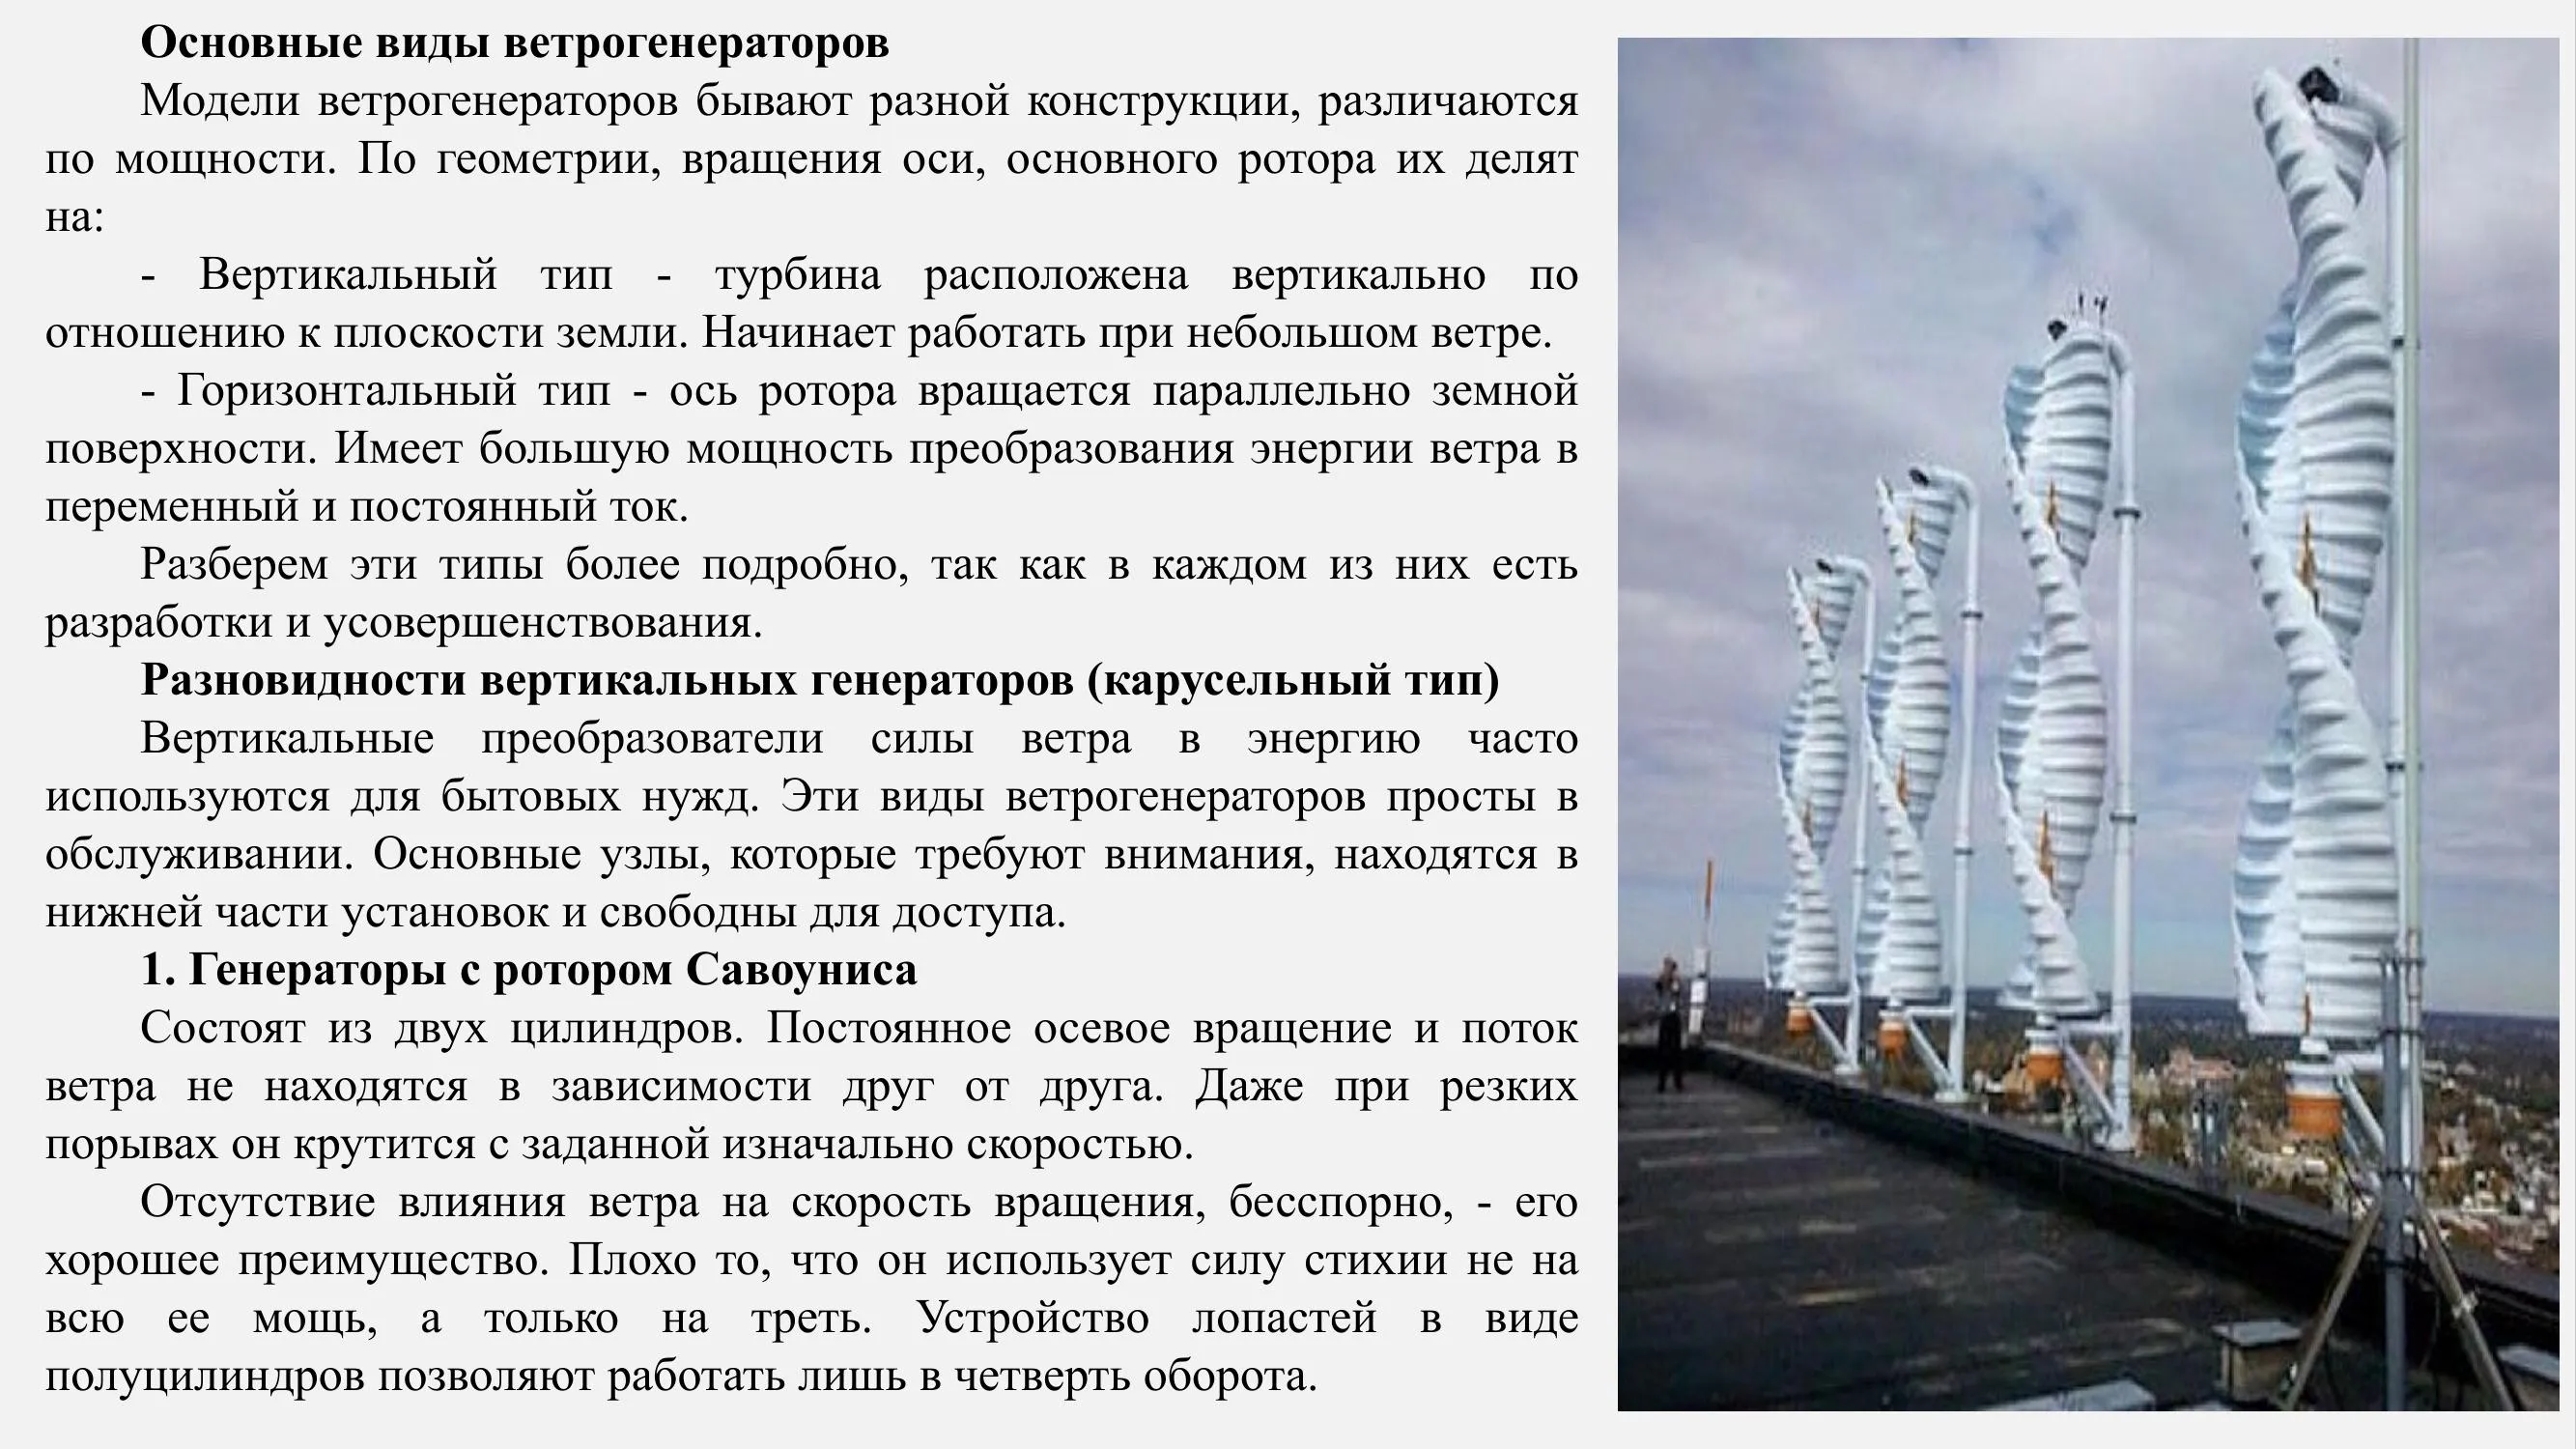 Основные виды ветрогенераторов
Модели ветрогенераторов бывают разной конструкции, различаются
по мощности. По геометрии, вращения оси, основного ротора их делят
на:
- Вертикальный тип - турбина расположена вертикально по
отношению к плоскости земли. Начинает работать при небольшом ветре.
- Горизонтальный тип - ось ротора вращается параллельно земной
поверхности. Имеет большую мощность преобразования энергии ветра в
переменный и постоянный ток.
Разберем эти типы более подробно, так как в каждом из них есть
разработки и усовершенствования.
Разновидности вертикальных генераторов (карусельный тип)
Вертикальные преобразователи силы ветра в энергию часто
используются для бытовых нужд. Эти виды ветрогенераторов просты в
обслуживании. Основные узлы, которые требуют внимания, находятся в
нижней части установок и свободны для доступа.
1. Генераторы с ротором Савоуниса
Состоят из двух цилиндров. Постоянное осевое вращение и поток
ветра не находятся в зависимости друг от друга. Даже при резких
порывах он крутится с заданной изначально скоростью.
Отсутствие влияния ветра на скорость вращения, бесспорно, - его
хорошее преимущество. Плохо то, что он использует силу стихии не на
всю ее мощь, а только на треть. Устройство лопастей в виде
полуцилиндров позволяют работать лишь в четверть оборота.